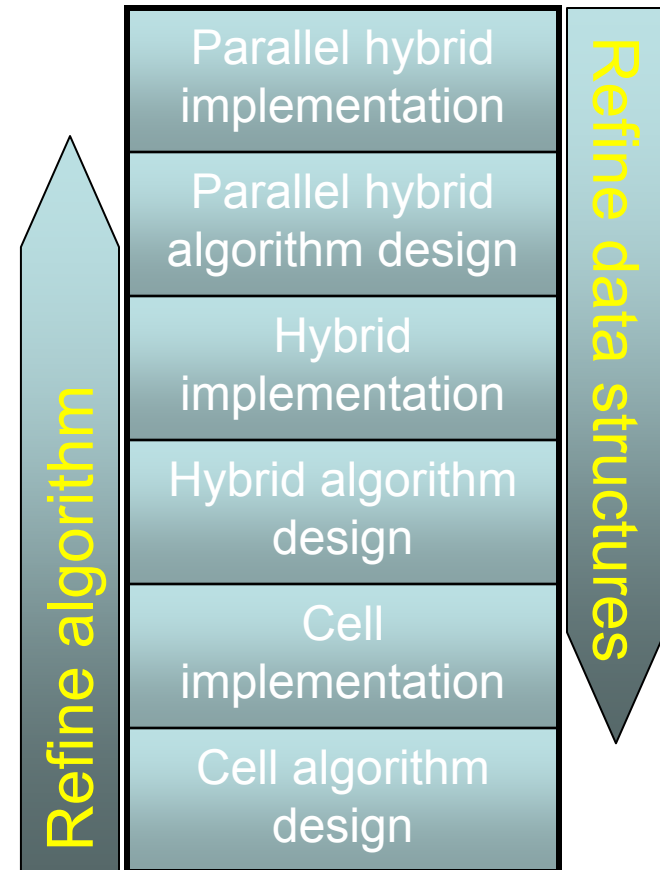 Parallel hybrid
implementation
Parallel hybrid
algorithm design
Hybrid
implementation
Hybrid algorithm
design
Cell
implementation
Cell algorithm
design
Refine algorithm
Refine data structures